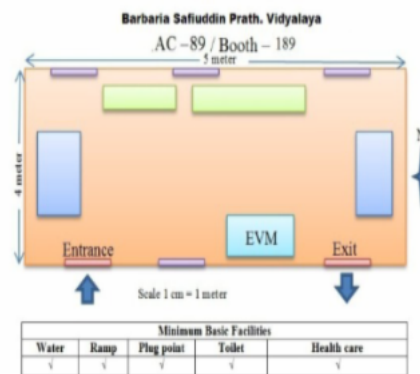 Barbaria Safiuddin Prath. Vidyalaya
AC -89 / Booth - 189
5 meter
4 meter
EVM
Entrance
Exit
Scale 1 cm = 1 meter
Minimum Basic Facilities
Water Ramp Plug point Toilet Health care
√ √ √ √ √